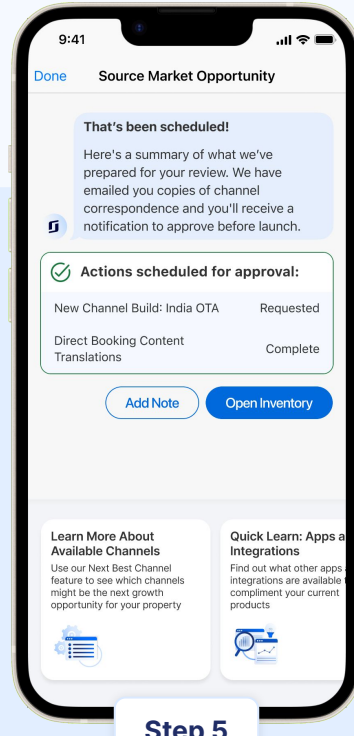 9:41
Done
Source Market Opportunity
That's been scheduled!
Here's a summary of what we've
prepared for your review. We have
emailed you copies of channel
correspondence and you'll receive a
notification to approve before launch.
Actions scheduled for approval:
New Channel Build: India OTA
Requested
Direct Booking Content
Translations
Complete
Add Note
Open Inventory
Learn More About
Available Channels
Use our Next Best Channel
feature to see which channels
might be the next growth
opportunity for your property
Quick Learn: Apps a
Integrations
Find out what other apps
integrations are available
compliment your current
products
Step 5